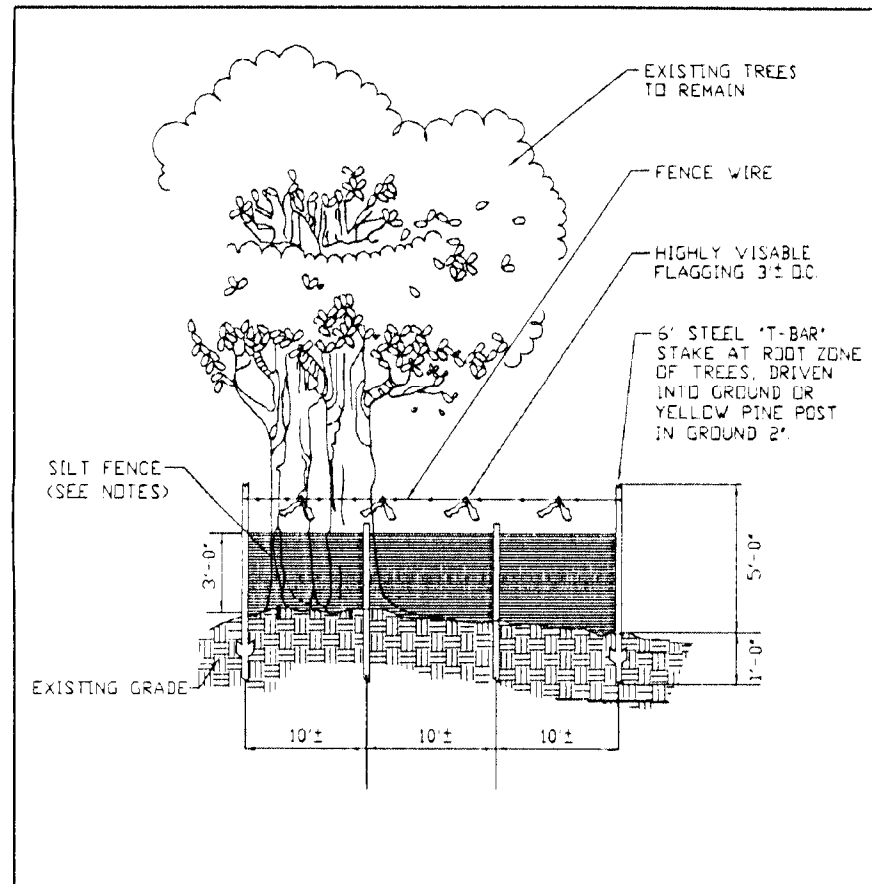 EXISTING TREES
TO REMAIN
FENCE WIRE
HIGHLY VISABLE
FLAGGING 3'± O.C.
6' STEEL "T-BAR"
STAKE AT ROOT ZONE
OF TREES, DRIVEN
INTO GROUND OR
YELLOW PINE POST
IN GROUND 2".
SILT FENCE
(SEE NOTES)
3'-0"
5'-0"
1'-0"
EXISTING GRADE
10'± 10'± 10'±